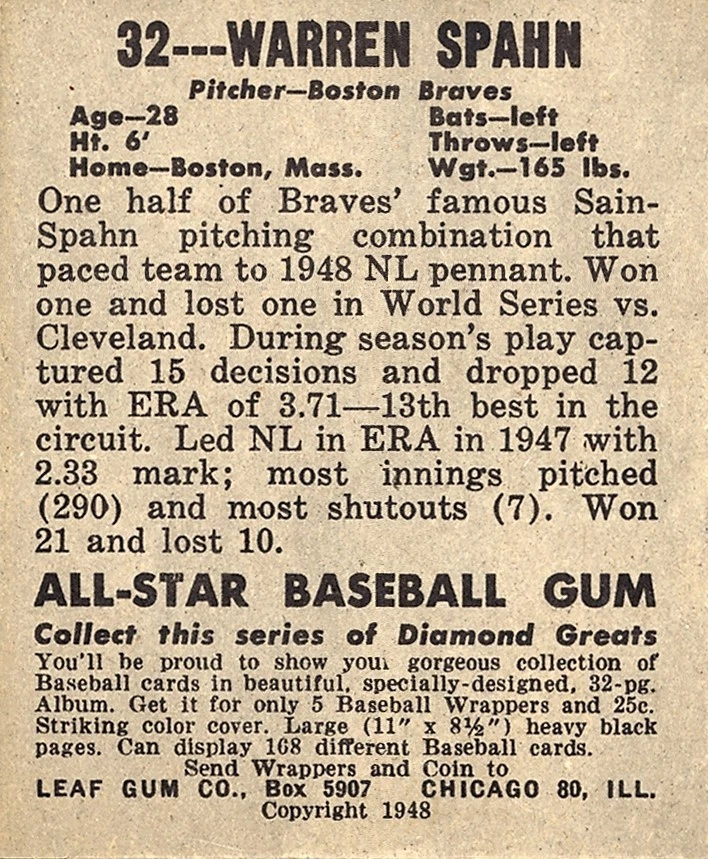 32---WARREN SPAHN
Pitcher—Boston Braves
Age—28 Bats—left
Ht. 6' Throws—left
Home—Boston, Mass. Wgt.—165 lbs.
One half of Braves' famous Sain-
Spahn pitching combination that
paced team to 1948 NL pennant. Won
one and lost one in World Series vs.
Cleveland. During season's play cap-
tured 15 decisions and dropped 12
with ERA of 3.71—13th best in the
circuit. Led NL in ERA in 1947 with
2.33 mark; most innings pitched
(290) and most shutouts (7). Won
21 and lost 10.
ALL-STAR BASEBALL GUM
Collect this series of Diamond Greats
You'll be proud to show your gorgeous collection of
Baseball cards in beautiful, specially-designed, 32-pg.
Album. Get it for only 5 Baseball Wrappers and 25c.
Striking color cover. Large (11" x 8½") heavy black
pages. Can display 168 different Baseball cards.
Send Wrappers and Coin to
LEAF GUM CO., Box 5907 CHICAGO 80, ILL.
Copyright 1948